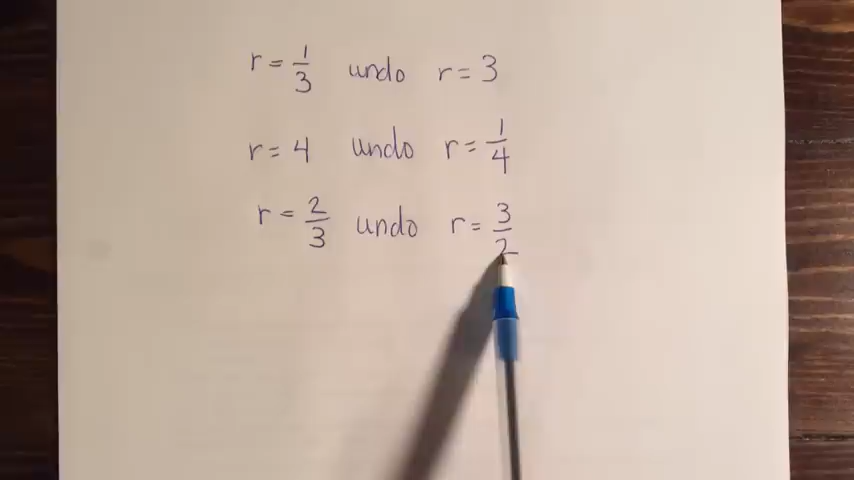 r = 1/3 undo r = 3
r = 4 undo r = 1/4
r = 2/3 undo r = 3/2